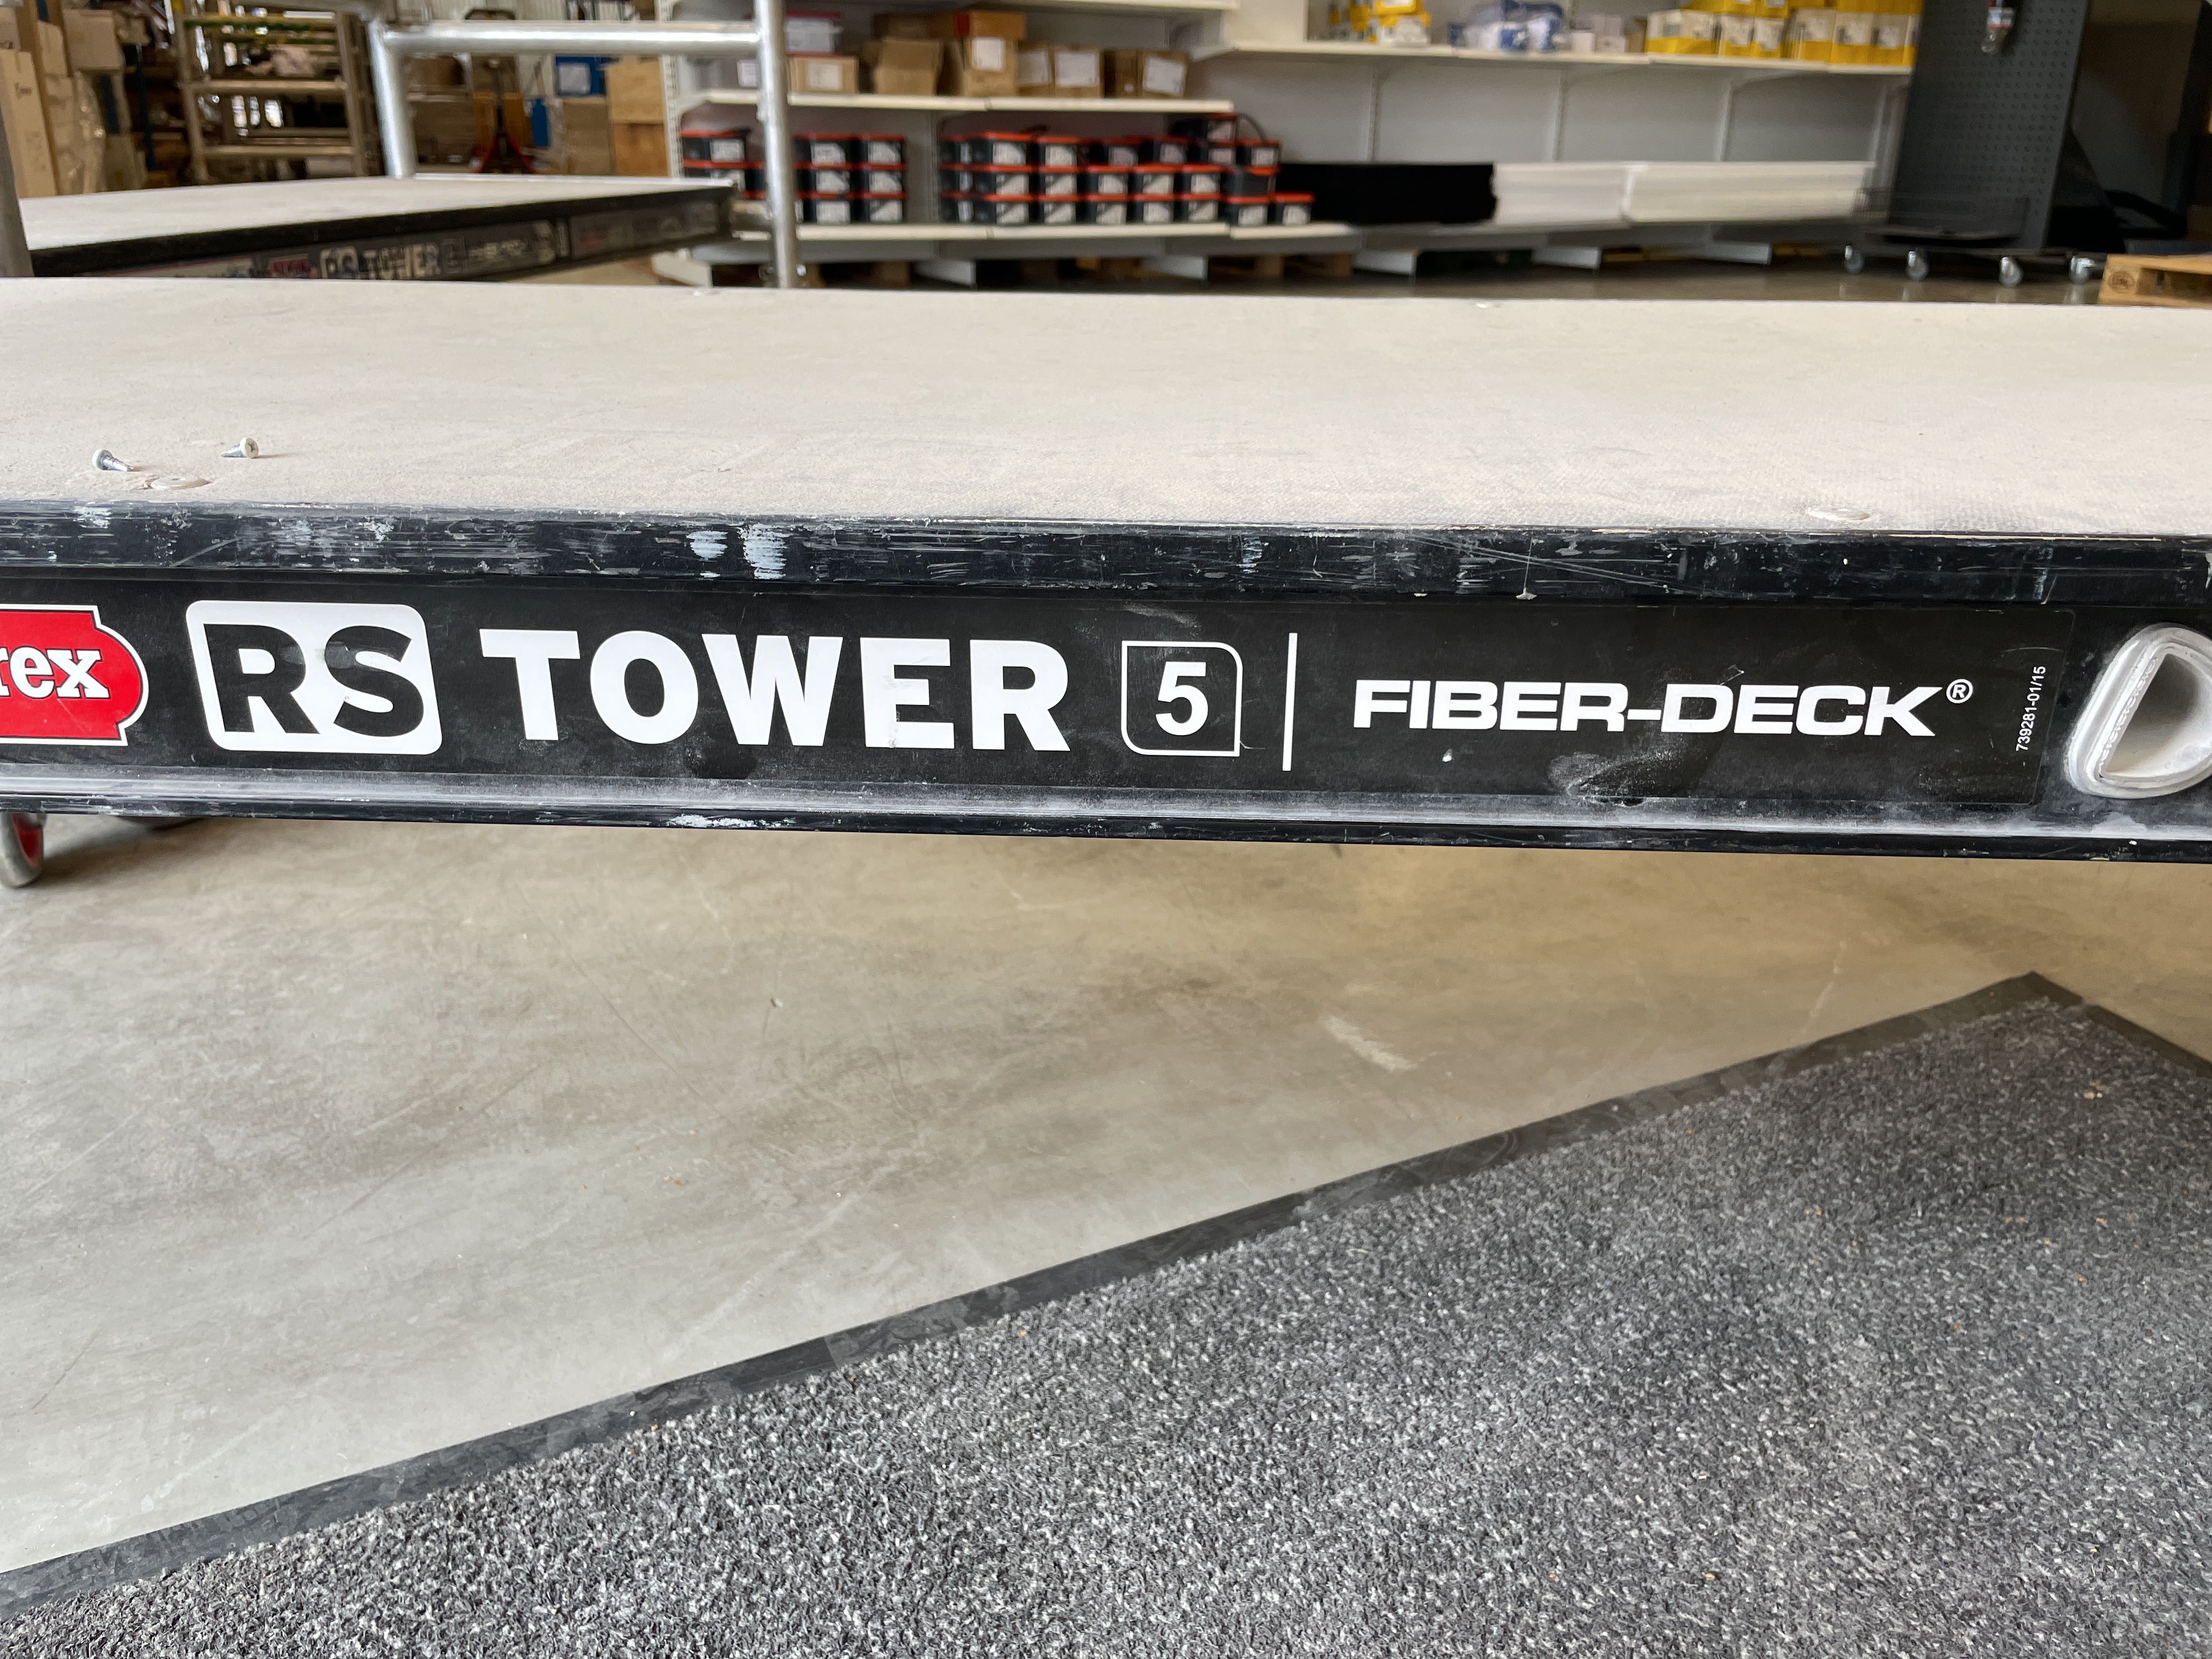 rex RS TOWER 5 | FIBER-DECK®
739281-01/15
RS TOWER